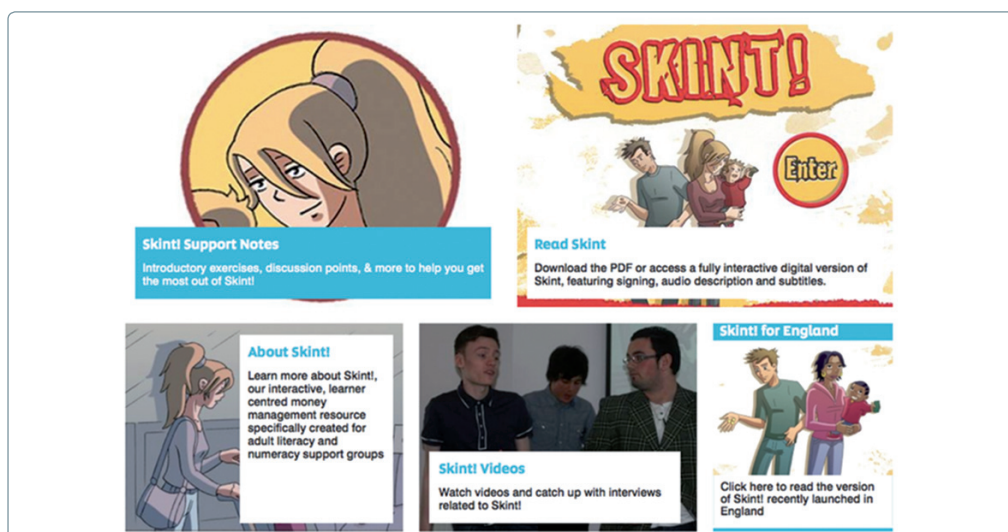 SKINT!
Enter
Skint! Support Notes
Introductory exercises, discussion points, & more to help you get
the most out of Skint!
Read Skint
Download the PDF or access a fully interactive digital version of
Skint, featuring signing, audio description and subtitles.
About Skint!
Learn more about Skint!,
our interactive, learner
centred money
management resource
specifically created for
adult literacy and
numeracy support groups
Skint! Videos
Watch videos and catch up with interviews
related to Skint!
Skint! for England
Click here to read the version
of Skint! recently launched in
England